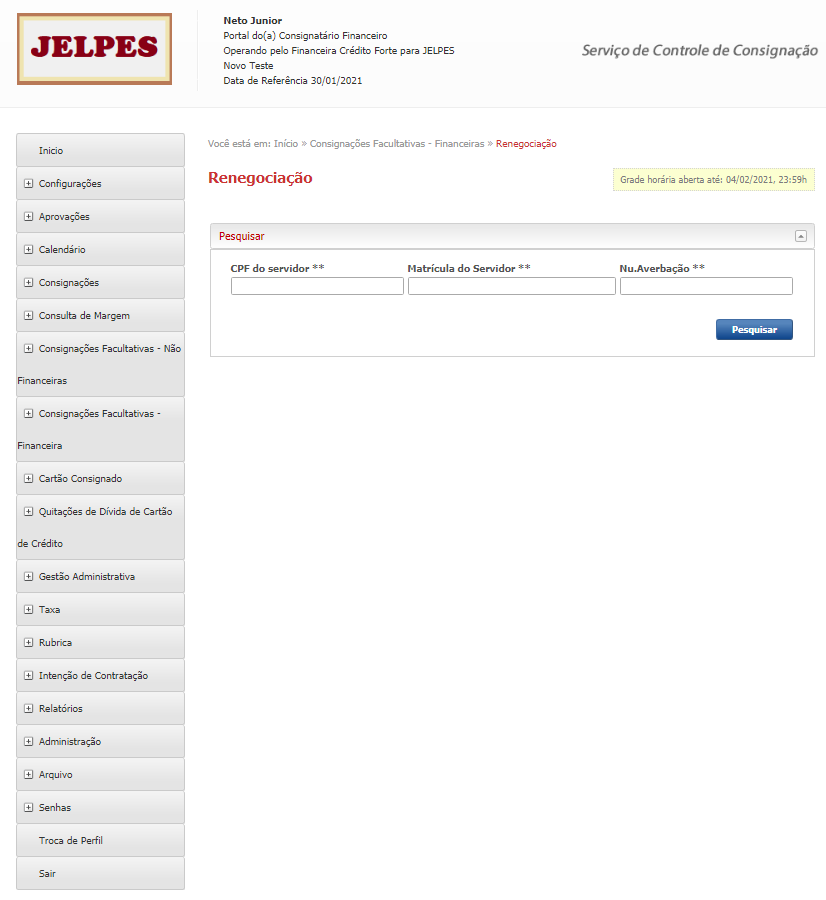 JELPES
Neto Junior
Portal do(a) Consignatário Financeiro
Operando pelo Financeira Crédito Forte para JELPES
Novo Teste
Data de Referência 30/01/2021
Serviço de Controle de Consignação
Você está em: Início » Consignações Facultativas - Financeiras » Renegociação
Renegociação
Grade horária aberta até: 04/02/2021, 23:59h
Pesquisar
CPF do servidor **
Matrícula do Servidor **
Nu.Averbação **
Pesquisar
Inicio
Configurações
Aprovações
Calendário
Consignações
Consulta de Margem
Consignações Facultativas - Não
Financeiras
Consignações Facultativas -
Financeira
Cartão Consignado
Quitações de Dívida de Cartão
de Crédito
Gestão Administrativa
Taxa
Rubrica
Intenção de Contratação
Relatórios
Administração
Arquivo
Senhas
Troca de Perfil
Sair